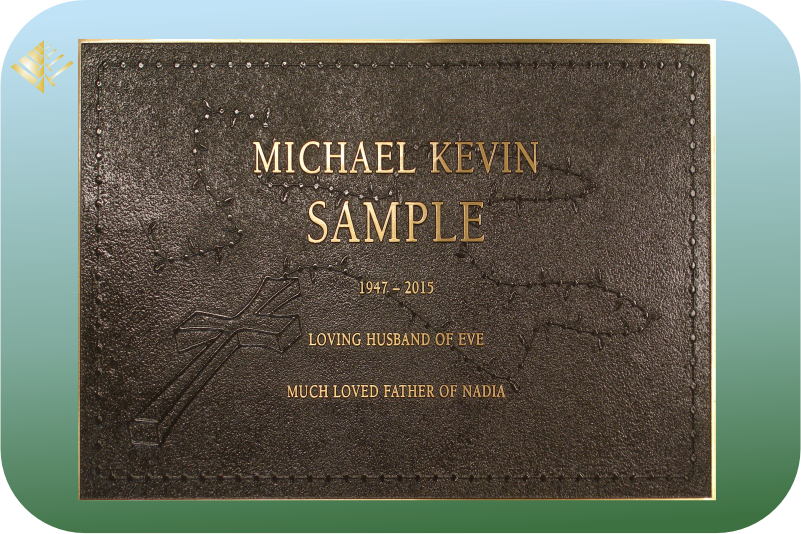 MICHAEL KEVIN
SAMPLE
1947 – 2015
LOVING HUSBAND OF EVE
MUCH LOVED FATHER OF NADIA